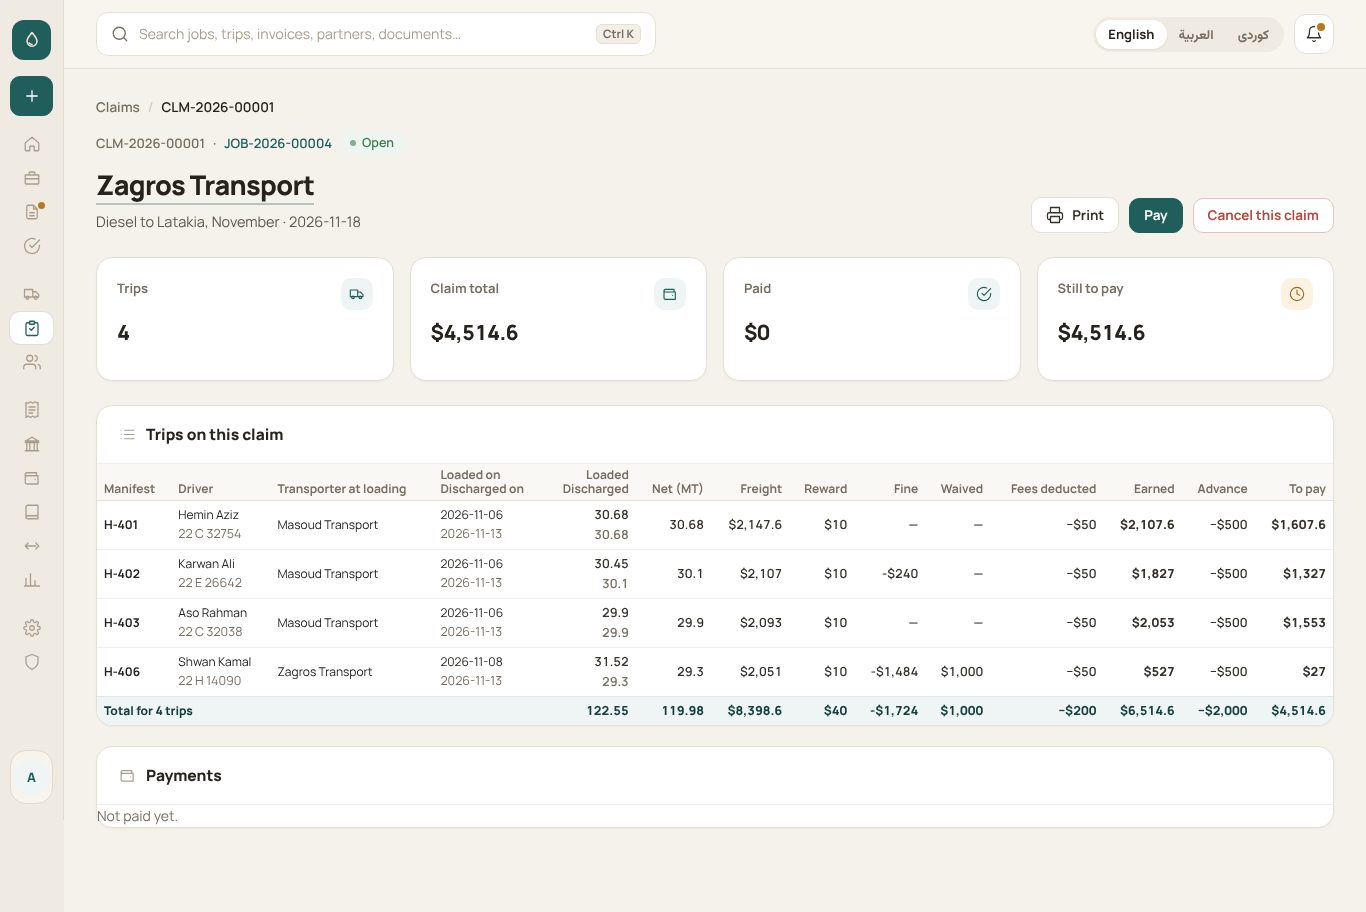 Search jobs, trips, invoices, partners, documents...
Ctrl K
English
العربية
كوردی
Claims / CLM-2026-00001
CLM-2026-00001 · JOB-2026-00004 Open
Zagros Transport
Diesel to Latakia, November · 2026-11-18
Print
Pay
Cancel this claim
Trips
4
Claim total
$4,514.6
Paid
$0
Still to pay
$4,514.6
Trips on this claim
Manifest Driver Transporter at loading Loaded on Discharged on Loaded Discharged Net (MT) Freight Reward Fine Waived Fees deducted Earned Advance To pay
H-401 Hemin Aziz 22 C 32754 Masoud Transport 2026-11-06 2026-11-13 30.68 30.68 30.68 $2,147.6 $10 — — −$50 $2,107.6 −$500 $1,607.6
H-402 Karwan Ali 22 E 26642 Masoud Transport 2026-11-06 2026-11-13 30.45 30.1 30.1 $2,107 $10 -$240 — −$50 $1,827 −$500 $1,327
H-403 Aso Rahman 22 C 32038 Masoud Transport 2026-11-06 2026-11-13 29.9 29.9 29.9 $2,093 $10 — — −$50 $2,053 −$500 $1,553
H-406 Shwan Kamal 22 H 14090 Zagros Transport 2026-11-08 2026-11-13 31.52 29.3 29.3 $2,051 $10 -$1,484 $1,000 −$50 $527 −$500 $27
Total for 4 trips 122.55 119.98 $8,398.6 $40 -$1,724 $1,000 −$200 $6,514.6 −$2,000 $4,514.6
Payments
Not paid yet.
A